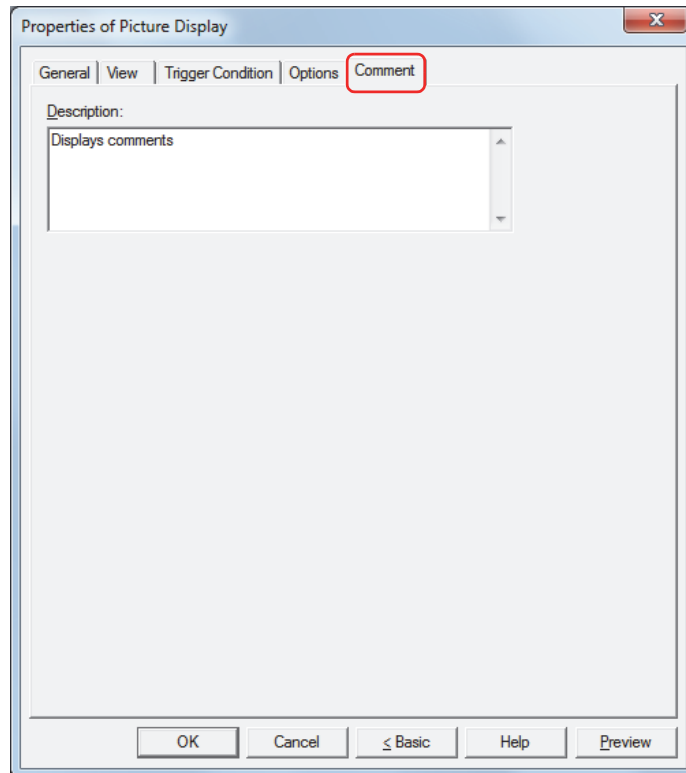 Properties of Picture Display
General View Trigger Condition Options Comment
Description:
Displays comments
OK Cancel < Basic Help Preview